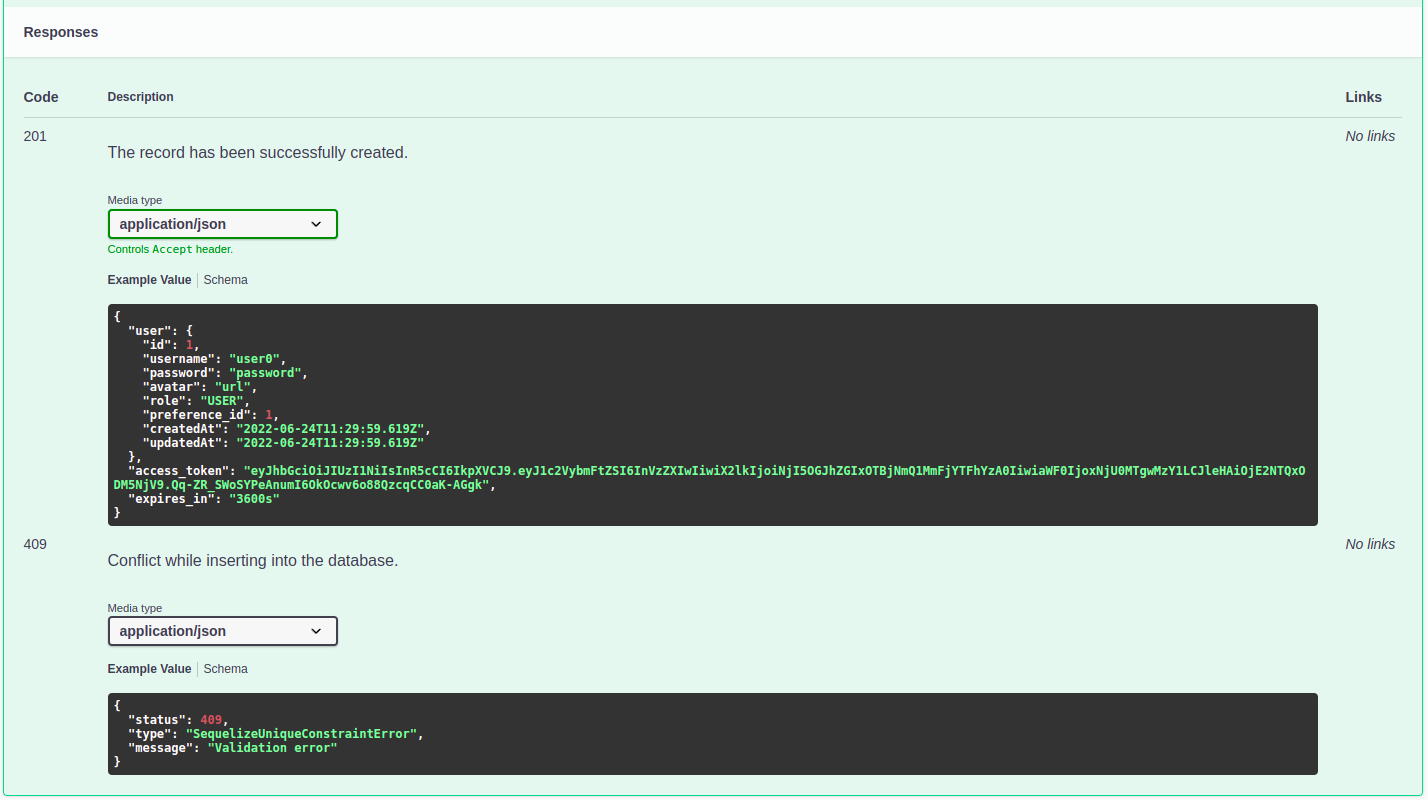 Responses
Code Description Links
201 No links
The record has been successfully created.
Media type
application/json
Controls Accept header.
Example Value Schema
{
"user": {
"id": 1,
"username": "user0",
"password": "password",
"avatar": "url",
"role": "USER",
"preference_id": 1,
"createdAt": "2022-06-24T11:29:59.619Z",
"updatedAt": "2022-06-24T11:29:59.619Z"
},
"access_token": "eyJhbGciOiJIUzI1NiIsInR5cCI6IkpXVCJ9.eyJ1c2VybmFtZSI6InVzZXIwIiwiX2lkIjoiNjI5OGJhZGIxOTBjNmQ1MmFjYTFhYzA0IiwiaWF0IjoxNjU0MTgwMzY1LCJleHAiOjE2NTQxO
DM5NjV9.Qq-ZR_SWoSYPeAnumI6OkOcwv6o88QzcqCC0aK-AGgk",
"expires_in": "3600s"
}
409 No links
Conflict while inserting into the database.
Media type
application/json
Example Value Schema
{
"status": 409,
"type": "SequelizeUniqueConstraintError",
"message": "Validation error"
}